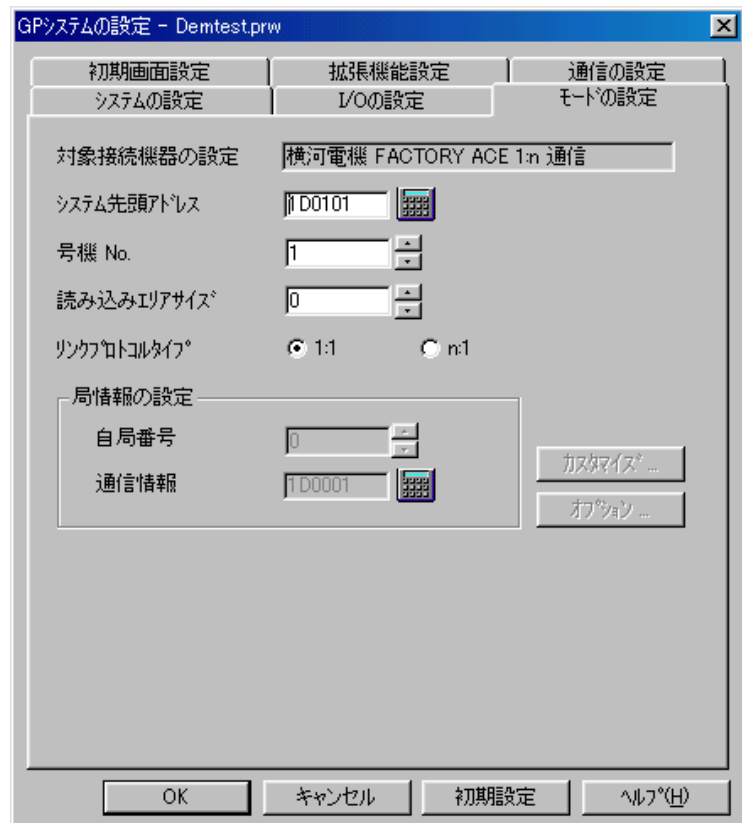 GPシステムの設定 - Demtest.prw
初期画面設定 拡張機能設定 通信の設定
システムの設定 I/Oの設定 モードの設定
対象接続機器の設定 横河電機 FACTORY ACE 1:n 通信
システム先頭アドレス 1D0101
号機 No. 1
読み込みエリアサイズ 0
リンクプロトコルタイプ 1:1 n:1
局情報の設定
自局番号 0
通信情報 1D0001
カスタマイズ ...
オプション ...
OK キャンセル 初期設定 ヘルプ(H)